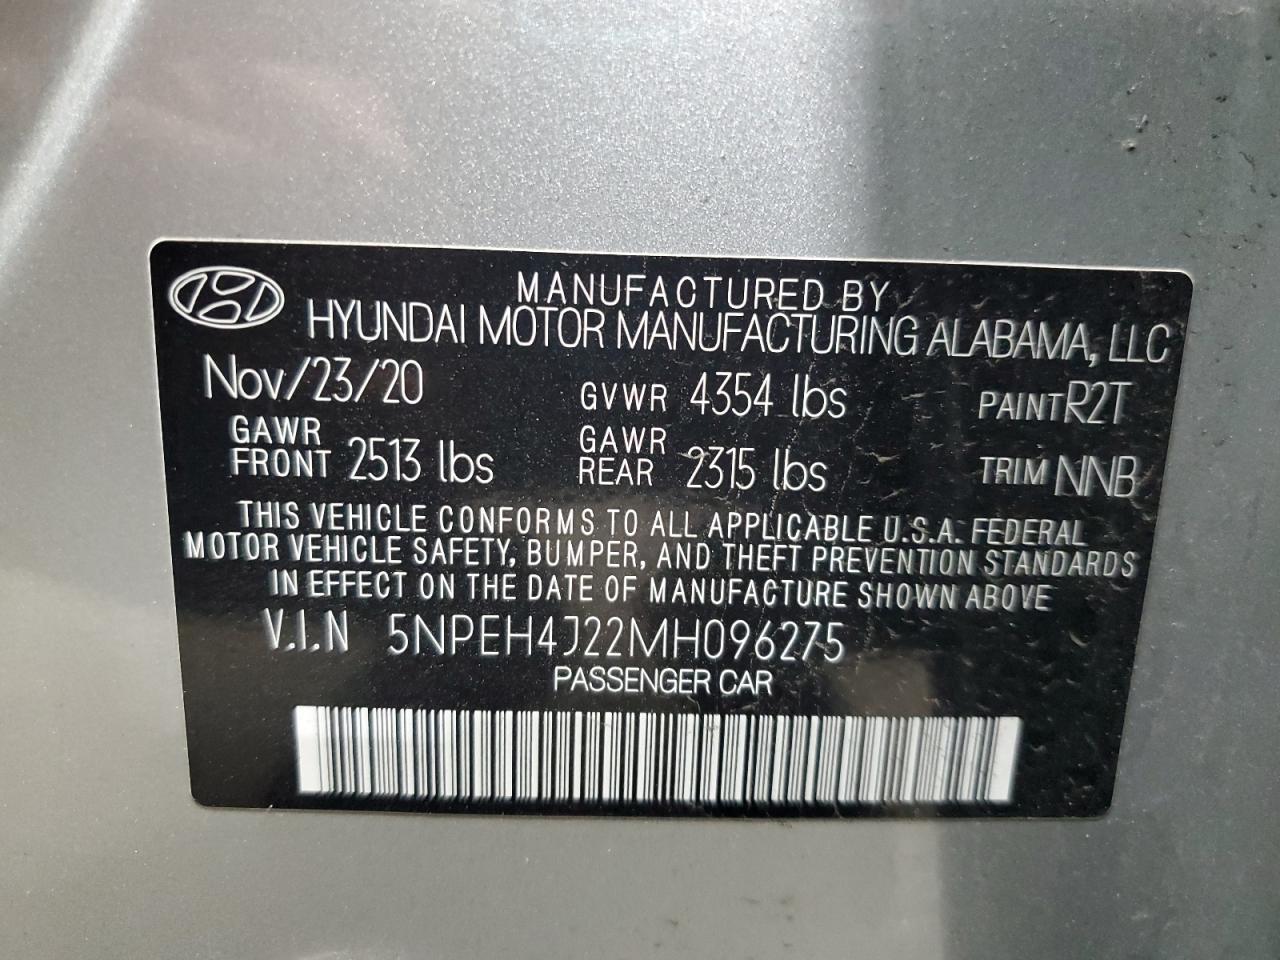 MANUFACTURED BY
HYUNDAI MOTOR MANUFACTURING ALABAMA, LLC
Nov/23/20 GVWR 4354 lbs PAINT R2T
GAWR FRONT 2513 lbs GAWR REAR 2315 lbs TRIM NNB
THIS VEHICLE CONFORMS TO ALL APPLICABLE U.S.A. FEDERAL
MOTOR VEHICLE SAFETY, BUMPER, AND THEFT PREVENTION STANDARDS
IN EFFECT ON THE DATE OF MANUFACTURE SHOWN ABOVE
V.I.N 5NPEH4J22MH096275
PASSENGER CAR